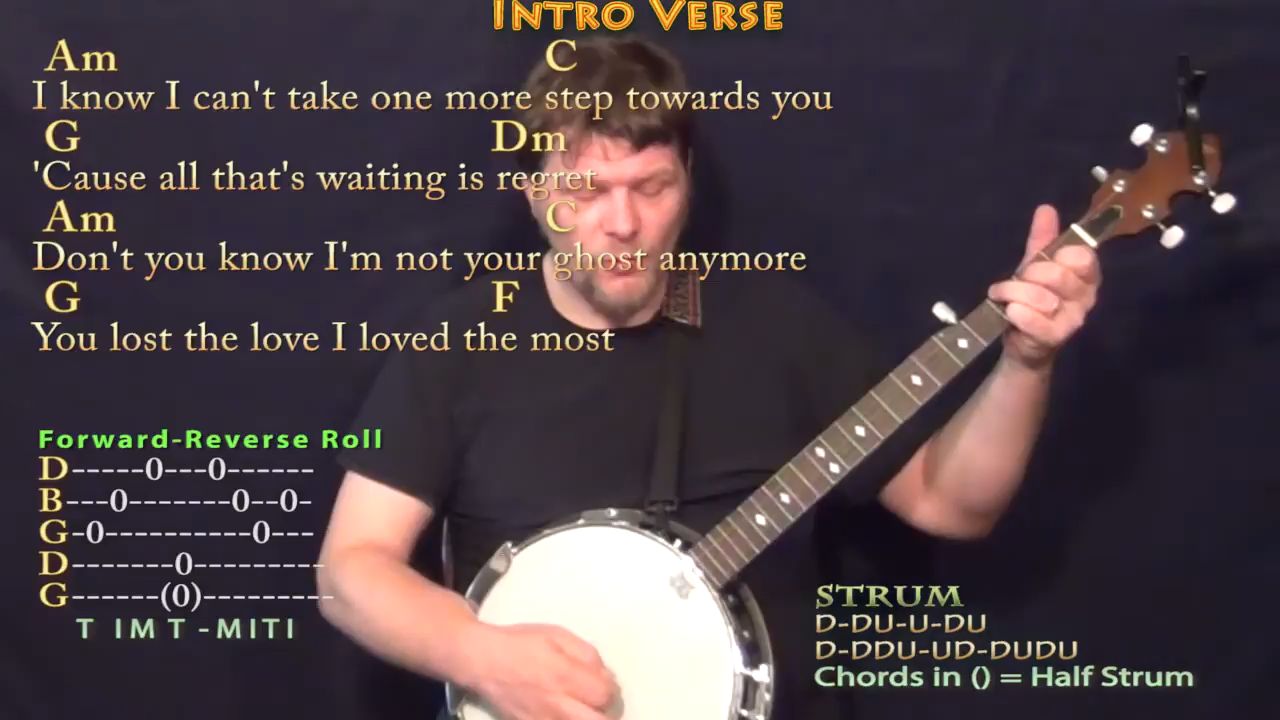 INTRO VERSE
Am C
I know I can't take one more step towards you
G Dm
'Cause all that's waiting is regret
Am C
Don't you know I'm not your ghost anymore
G F
You lost the love I loved the most
Forward-Reverse Roll
D-----0---0------
B---0-------0--0-
G-0----------0---
D-------0---------
G------(0)---------
T IM T -MITI
STRUM
D-DU-U-DU
D-DDU-UD-DUDU
Chords in () = Half Strum